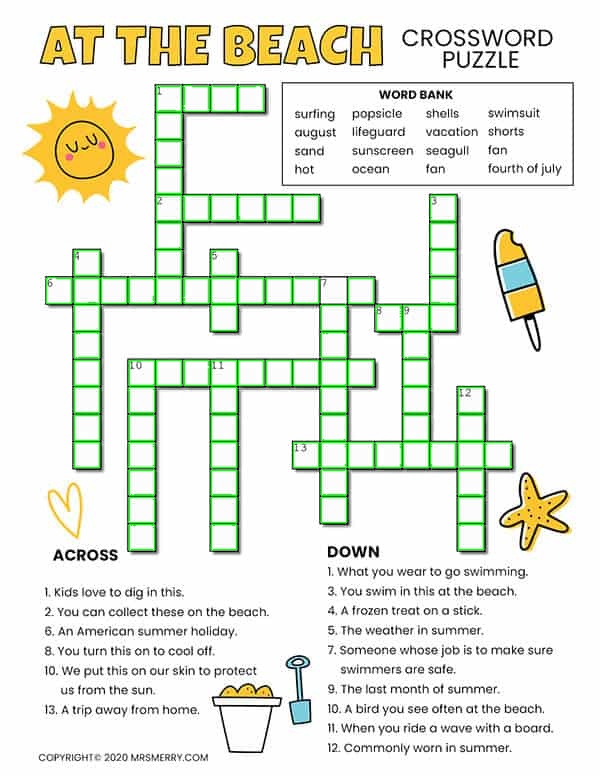 AT THE BEACH CROSSWORD PUZZLE
WORD BANK
surfing popsicle shells swimsuit
august lifeguard vacation shorts
sand sunscreen seagull fan
hot ocean fan fourth of july
1
2
3
4
5
6
7
8
9
10
11
12
13
ACROSS
1. Kids love to dig in this.
2. You can collect these on the beach.
6. An American summer holiday.
8. You turn this on to cool off.
10. We put this on our skin to protect
us from the sun.
13. A trip away from home.
DOWN
1. What you wear to go swimming.
3. You swim in this at the beach.
4. A frozen treat on a stick.
5. The weather in summer.
7. Someone whose job is to make sure
swimmers are safe.
9. The last month of summer.
10. A bird you see often at the beach.
11. When you ride a wave with a board.
12. Commonly worn in summer.
COPYRIGHT© 2020 MRSMERRY.COM